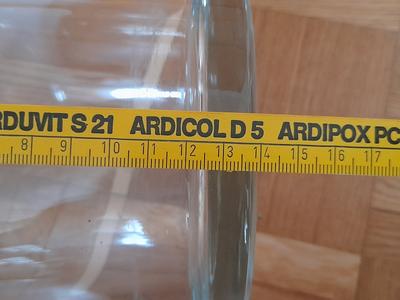 RDUVIT S 21 ARDICOL D 5 ARDIPOX PC
8 9 10 11 12 13 14 15 16 17